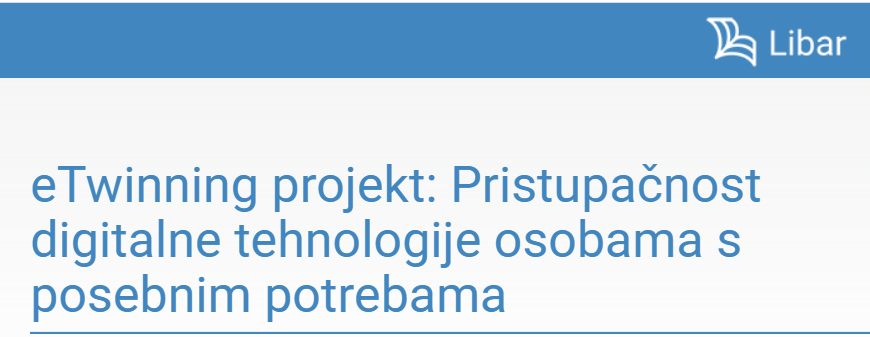 Libar
eTwinning projekt: Pristupačnost
digitalne tehnologije osobama s
posebnim potrebama